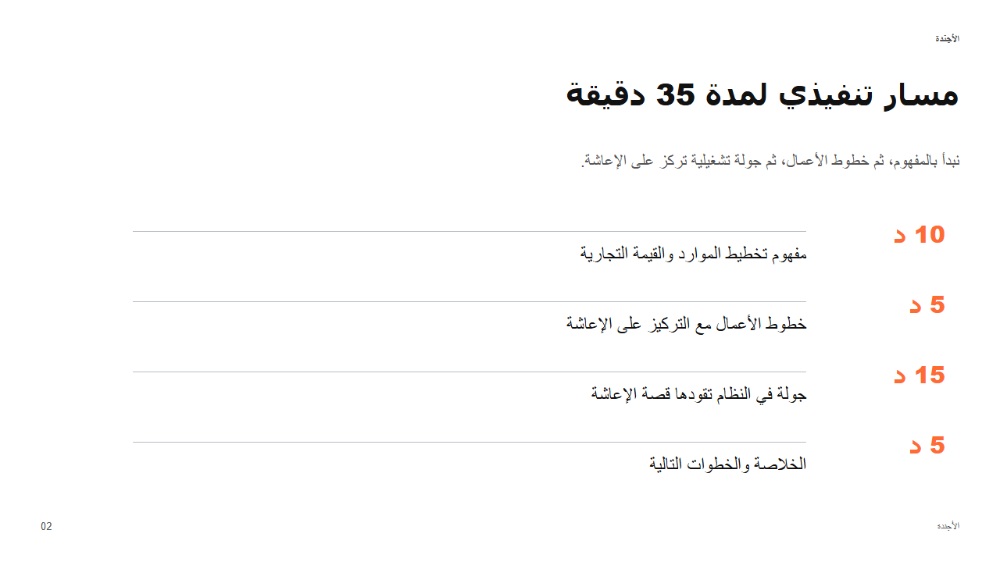 الأجندة
مسار تنفيذي لمدة 35 دقيقة
نبدأ بالمفهوم، ثم خطوط الأعمال، ثم جولة تشغيلية تركز على الإعاشة.
10 د
مفهوم تخطيط الموارد والقيمة التجارية
5 د
خطوط الأعمال مع التركيز على الإعاشة
15 د
جولة في النظام تقودها قصة الإعاشة
5 د
الخلاصة والخطوات التالية
الأجندة
02